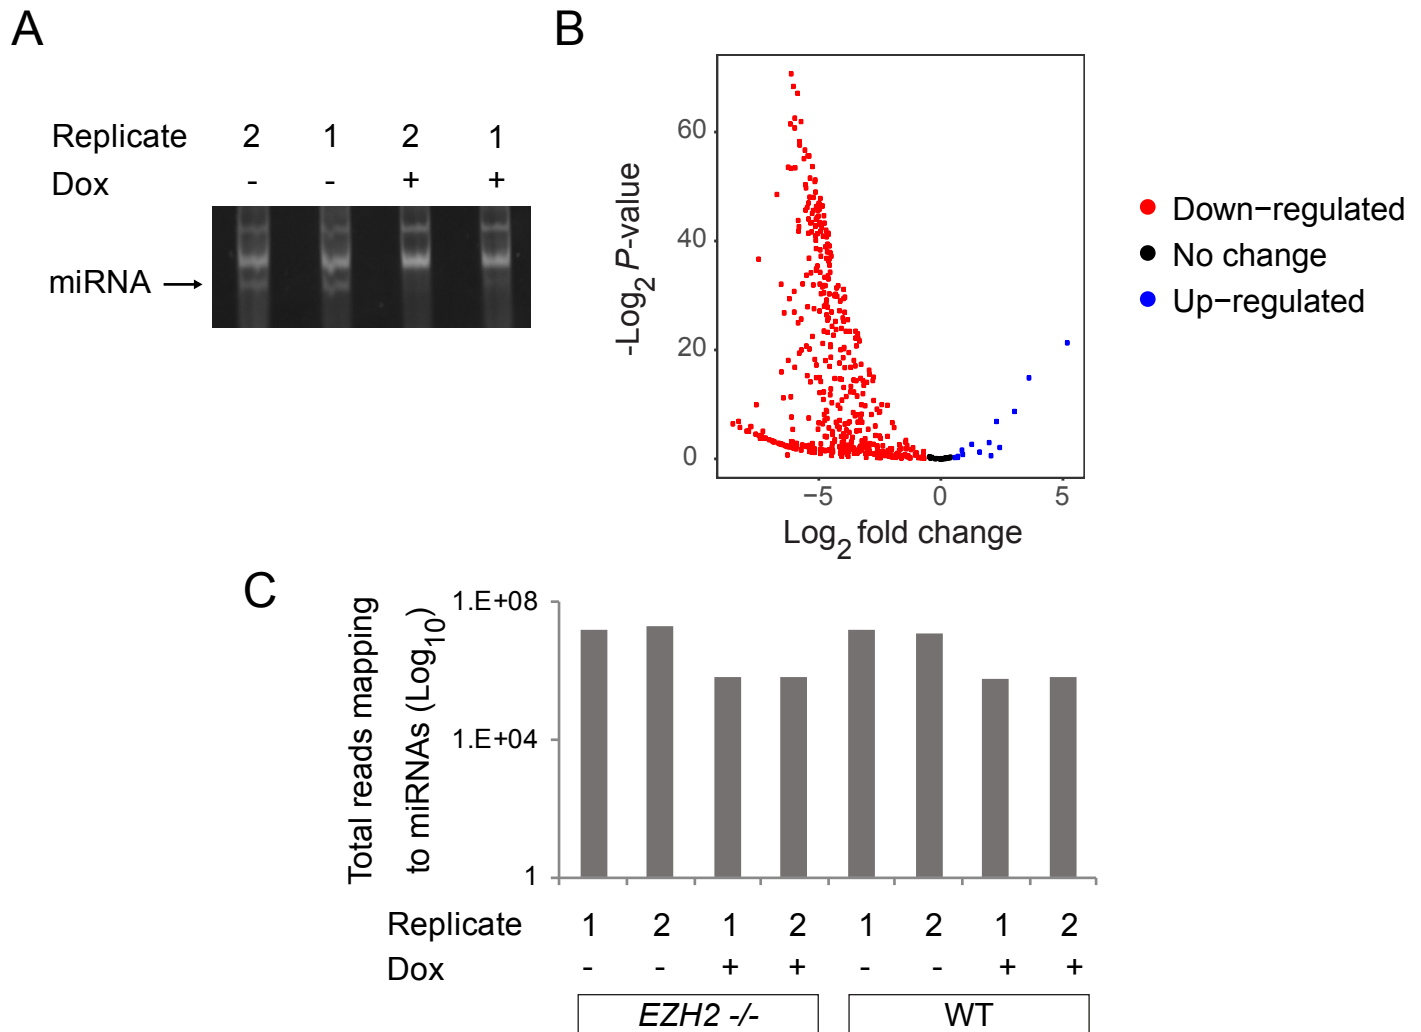 A
Replicate 2 1 2 1
Dox - - + +
miRNA
B
-Log2 P-value
60
40
20
0
−5 0 5
Log2 fold change
Down−regulated
No change
Up−regulated
C
Total reads mapping
to miRNAs (Log10)
1.E+08
1.E+04
1
Replicate 1 2 1 2 1 2 1 2
Dox - - + + - - + +
EZH2 -/- WT